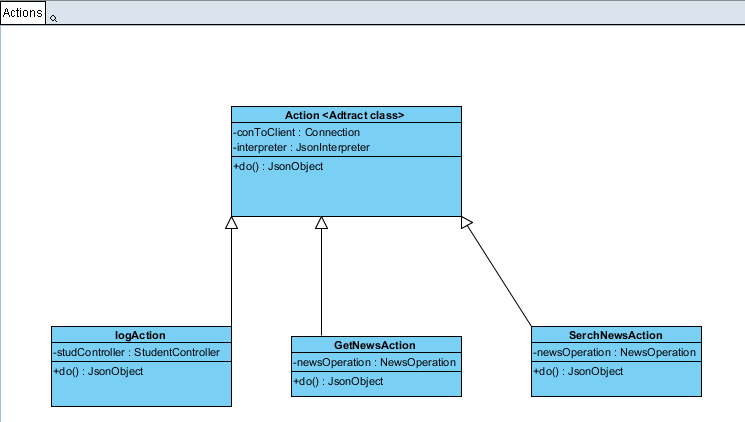 Actions
Action <Adtract class>
-conToClient : Connection
-interpreter : JsonInterpreter
+do() : JsonObject
logAction
-studController : StudentController
+do() : JsonObject
GetNewsAction
-newsOperation : NewsOperation
+do() : JsonObject
SerchNewsAction
-newsOperation : NewsOperation
+do() : JsonObject